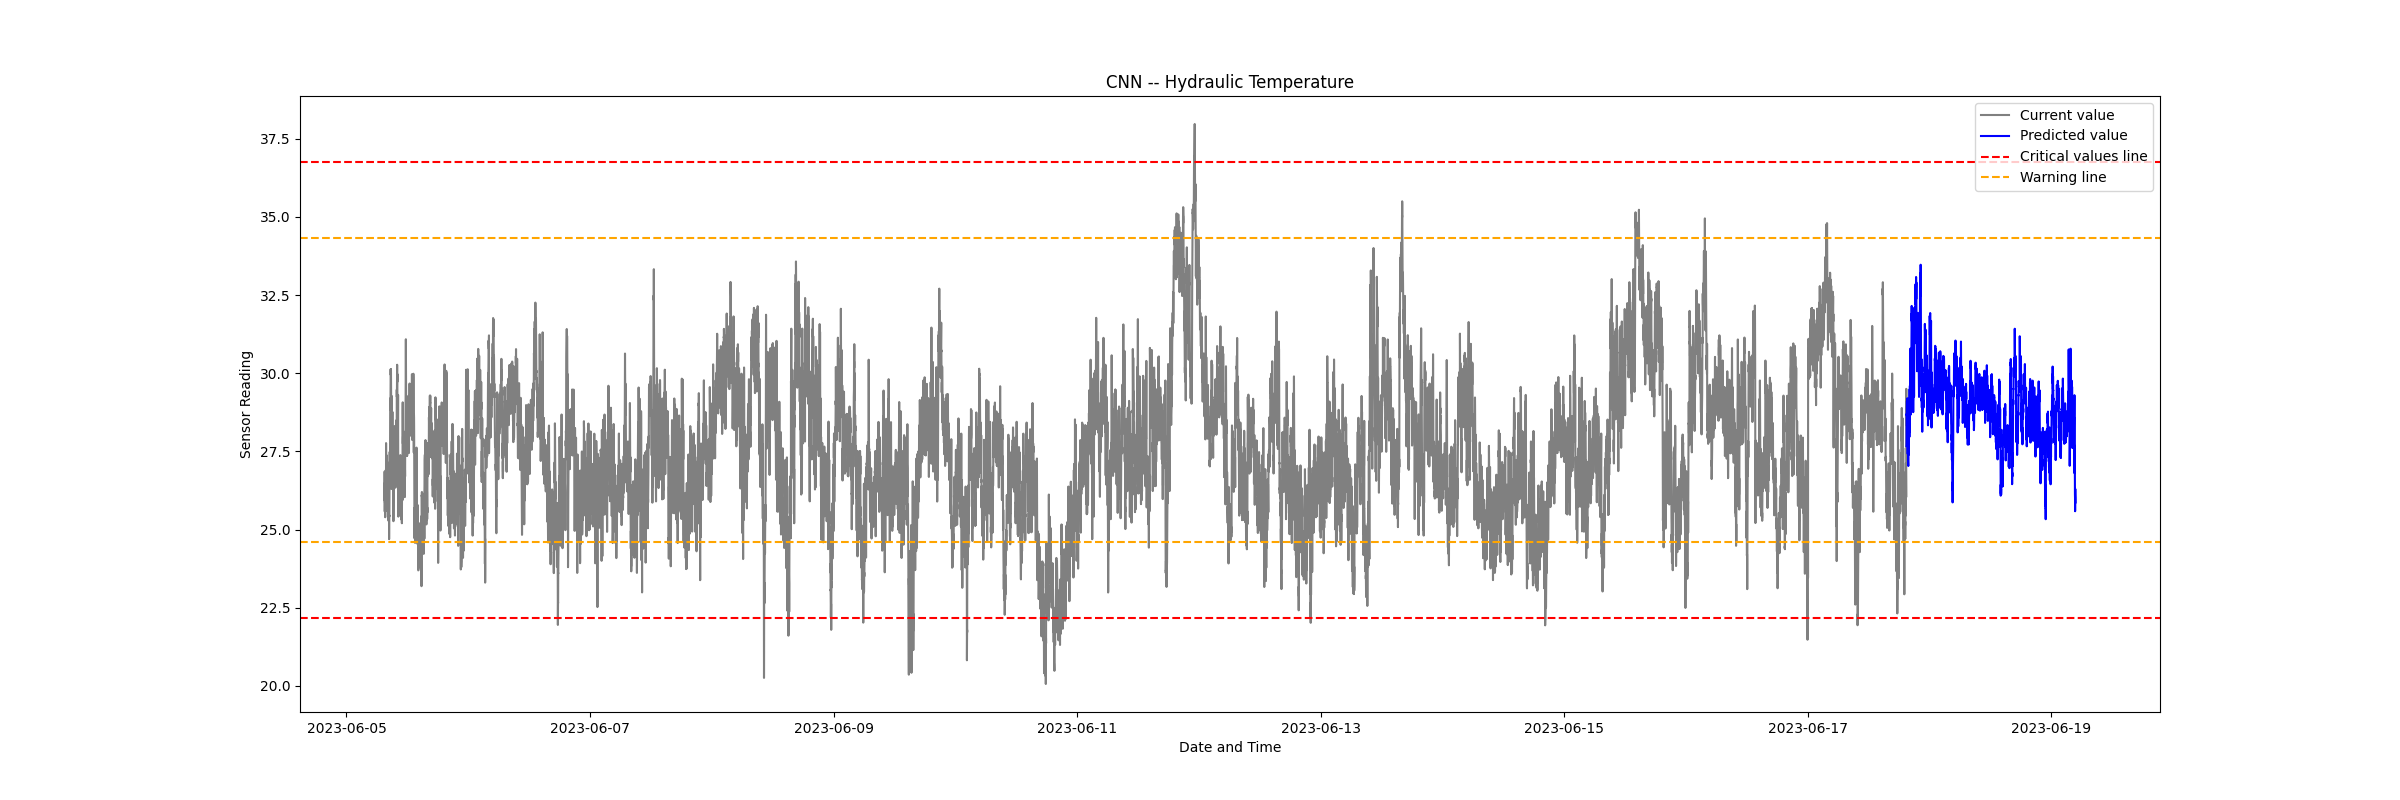 CNN -- Hydraulic Temperature
Current value
Predicted value
Critical values line
Warning line
Sensor Reading
37.5
35.0
32.5
30.0
27.5
25.0
22.5
20.0
2023-06-05 2023-06-07 2023-06-09 2023-06-11 2023-06-13 2023-06-15 2023-06-17 2023-06-19
Date and Time